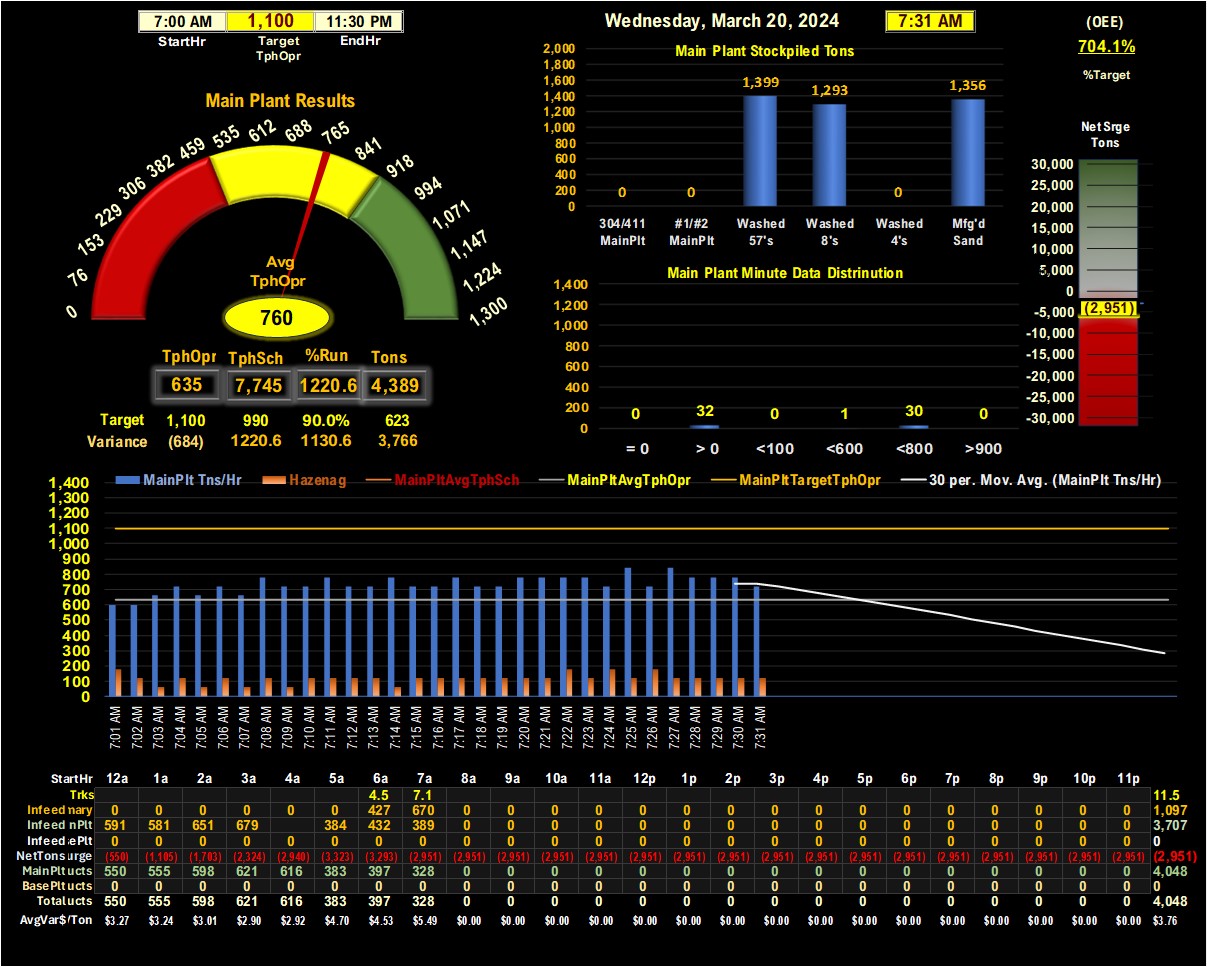 7:00 AM 1,100 11:30 PM
StartHr Target TphOpr EndHr
Wednesday, March 20, 2024 7:31 AM
(OEE)
704.1%
%Target
Main Plant Results
0 76 153 229 306 382 459 535 612 688 765 841 918 994 1,071 1,147 1,224 1,300
Avg
TphOpr
760
TphOpr TphSch %Run Tons
635 7,745 1220.6 4,389
Target 1,100 990 90.0% 623
Variance (684) 1220.6 1130.6 3,766
Main Plant Stockpiled Tons
2,000
1,800
1,600
1,400
1,200
1,000
800
600
400
200
0
0 0 1,399 1,293 0 1,356
304/411 #1/#2 Washed Washed Washed Mfg'd
MainPlt MainPlt 57's 8's 4's Sand
Main Plant Minute Data Distrinution
1,400
1,200
1,000
800
600
400
200
0
0 32 0 1 30 0
= 0 > 0 <100 <600 <800 >900
Net Srge
Tons
30,000
25,000
20,000
15,000
10,000
5,000
0
-5,000
-10,000
-15,000
-20,000
-25,000
-30,000
(2,951)
MainPlt Tns/Hr Hazenag MainPltAvgTphSch MainPltAvgTphOpr MainPltTargetTphOpr 30 per. Mov. Avg. (MainPlt Tns/Hr)
1,400
1,300
1,200
1,100
1,000
900
800
700
600
500
400
300
200
100
0
7:01 AM 7:02 AM 7:03 AM 7:04 AM 7:05 AM 7:06 AM 7:07 AM 7:08 AM 7:09 AM 7:10 AM 7:11 AM 7:12 AM 7:13 AM 7:14 AM 7:15 AM 7:16 AM 7:17 AM 7:18 AM 7:19 AM 7:20 AM 7:21 AM 7:22 AM 7:23 AM 7:24 AM 7:25 AM 7:26 AM 7:27 AM 7:28 AM 7:29 AM 7:30 AM 7:31 AM
StartHr 12a 1a 2a 3a 4a 5a 6a 7a 8a 9a 10a 11a 12p 1p 2p 3p 4p 5p 6p 7p 8p 9p 10p 11p
Trks 4.5 7.1 11.5
Infeed nary 0 0 0 0 0 0 427 670 0 0 0 0 0 0 0 0 0 0 0 0 0 0 0 0 1,097
Infeed nPlt 591 581 651 679 384 432 389 0 0 0 0 0 0 0 0 0 0 0 0 0 0 0 0 3,707
Infeed ePlt 0 0 0 0 0 0 0 0 0 0 0 0 0 0 0 0 0 0 0 0 0 0 0 0 0
NetTons urge (550) (1,105) (1,703) (2,324) (2,940) (3,323) (3,293) (2,951) (2,951) (2,951) (2,951) (2,951) (2,951) (2,951) (2,951) (2,951) (2,951) (2,951) (2,951) (2,951) (2,951) (2,951) (2,951) (2,951) (2,951)
MainPlt ucts 550 555 598 621 616 383 397 328 0 0 0 0 0 0 0 0 0 0 0 0 0 0 0 0 4,048
BasePlt ucts 0 0 0 0 0 0 0 0 0 0 0 0 0 0 0 0 0 0 0 0 0 0 0 0 0
Total ucts 550 555 598 621 616 383 397 328 0 0 0 0 0 0 0 0 0 0 0 0 0 0 0 0 4,048
AvgVar$/Ton $3.27 $3.24 $3.01 $2.90 $2.92 $4.70 $4.53 $5.49 $0.00 $0.00 $0.00 $0.00 $0.00 $0.00 $0.00 $0.00 $0.00 $0.00 $0.00 $0.00 $0.00 $0.00 $0.00 $0.00 $3.76